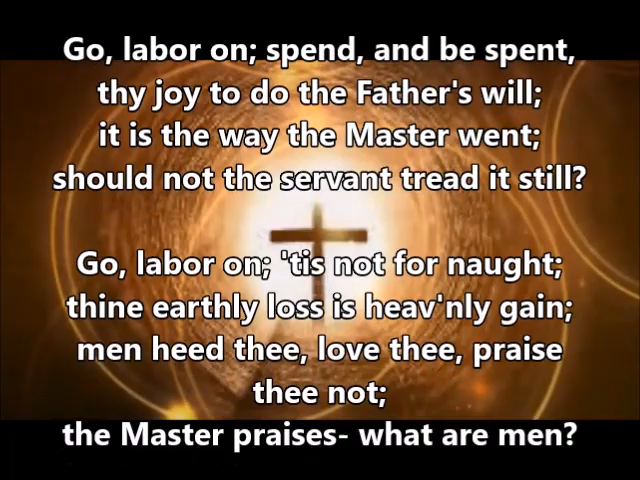 Go, labor on; spend, and be spent,
thy joy to do the Father's will;
it is the way the Master went;
should not the servant tread it still?
Go, labor on; 'tis not for naught;
thine earthly loss is heav'nly gain;
men heed thee, love thee, praise
thee not;
the Master praises- what are men?